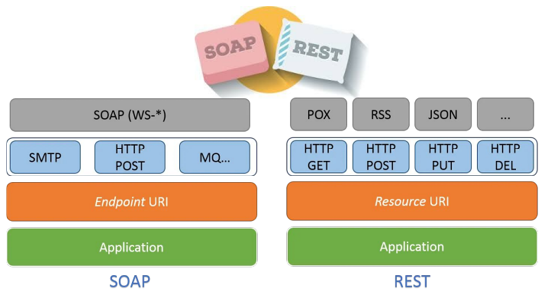 SOAP
REST
SOAP (WS-*)
SMTP
HTTP
POST
MQ...
Endpoint URI
Application
SOAP
POX
RSS
JSON
...
HTTP
GET
HTTP
POST
HTTP
PUT
HTTP
DEL
Resource URI
Application
REST